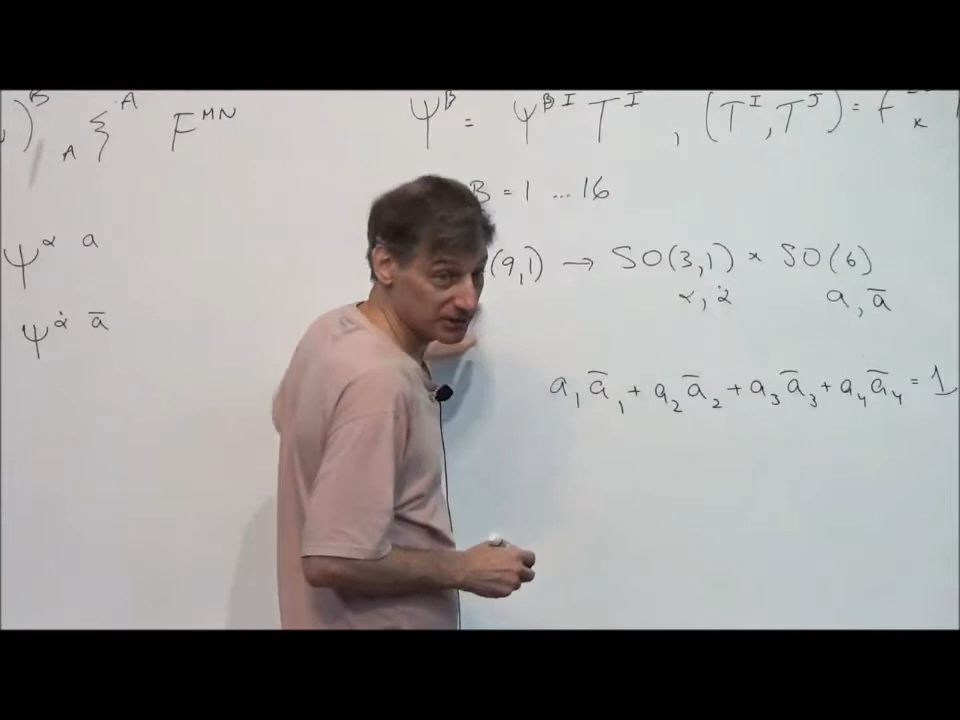 )^B_A ξ^A F^{MN}
Ψ^B = Ψ^{BI} T^I , (T^I, T^J) = f
B = 1 ... 16
Ψ^{α a}
(9,1) → SO(3,1) × SO(6)
α, α̇ a, ā
Ψ^{α̇ ā}
a_1 ā_1 + a_2 ā_2 + a_3 ā_3 + a_4 ā_4 = 1